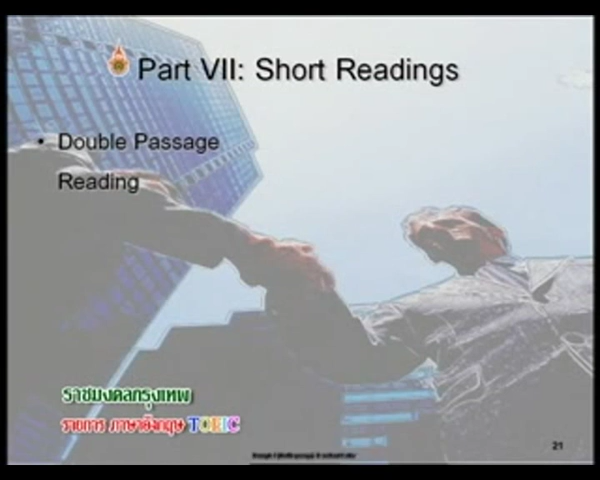 Part VII: Short Readings
• Double Passage
Reading
ราชมงคลกรุงเทพ
รายการ ภาษาอังกฤษ TOEIC
21